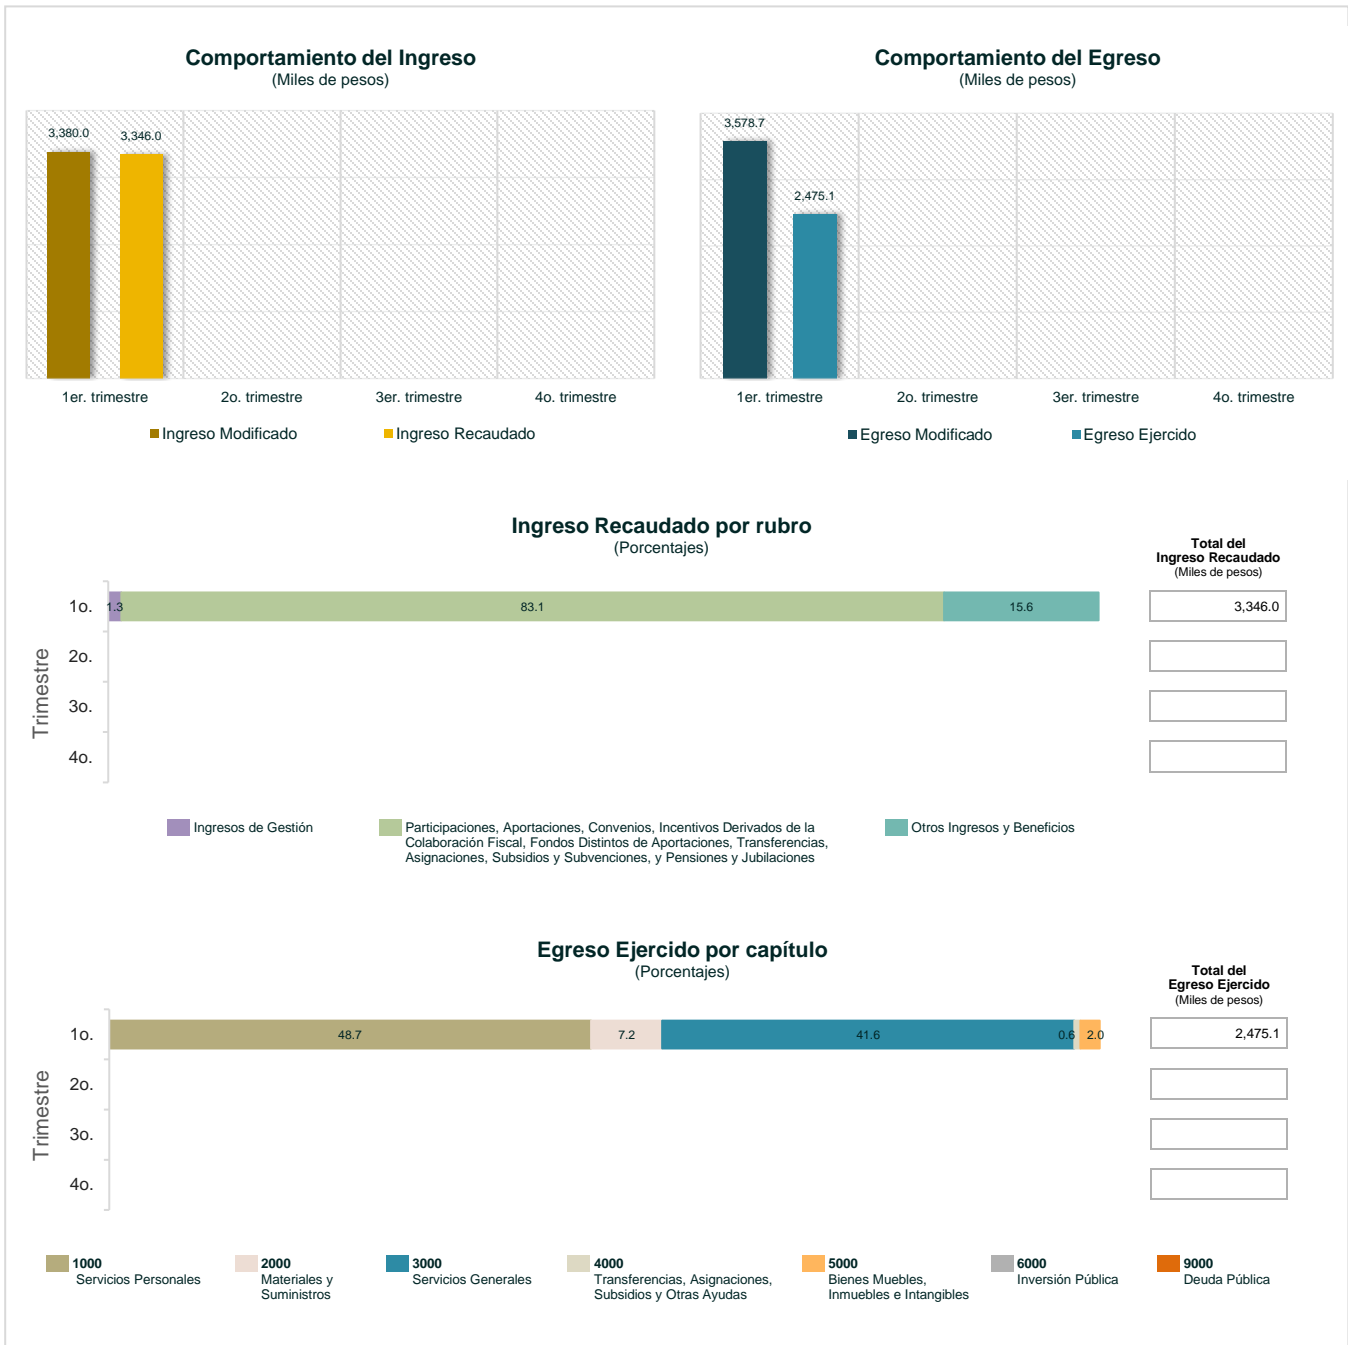 Comportamiento del Ingreso
(Miles de pesos)
3,380.0
3,346.0
1er. trimestre
2o. trimestre
3er. trimestre
4o. trimestre
Ingreso Modificado
Ingreso Recaudado
Comportamiento del Egreso
(Miles de pesos)
3,578.7
2,475.1
1er. trimestre
2o. trimestre
3er. trimestre
4o. trimestre
Egreso Modificado
Egreso Ejercido
Ingreso Recaudado por rubro
(Porcentajes)
Total del
Ingreso Recaudado
(Miles de pesos)
Trimestre
1o.
1.3
83.1
15.6
3,346.0
2o.
3o.
4o.
Ingresos de Gestión
Participaciones, Aportaciones, Convenios, Incentivos Derivados de la
Colaboración Fiscal, Fondos Distintos de Aportaciones, Transferencias,
Asignaciones, Subsidios y Subvenciones, y Pensiones y Jubilaciones
Otros Ingresos y Beneficios
Egreso Ejercido por capítulo
(Porcentajes)
Total del
Egreso Ejercido
(Miles de pesos)
Trimestre
1o.
48.7
7.2
41.6
0.6
2.0
2,475.1
2o.
3o.
4o.
1000
Servicios Personales
2000
Materiales y
Suministros
3000
Servicios Generales
4000
Transferencias, Asignaciones,
Subsidios y Otras Ayudas
5000
Bienes Muebles,
Inmuebles e Intangibles
6000
Inversión Pública
9000
Deuda Pública